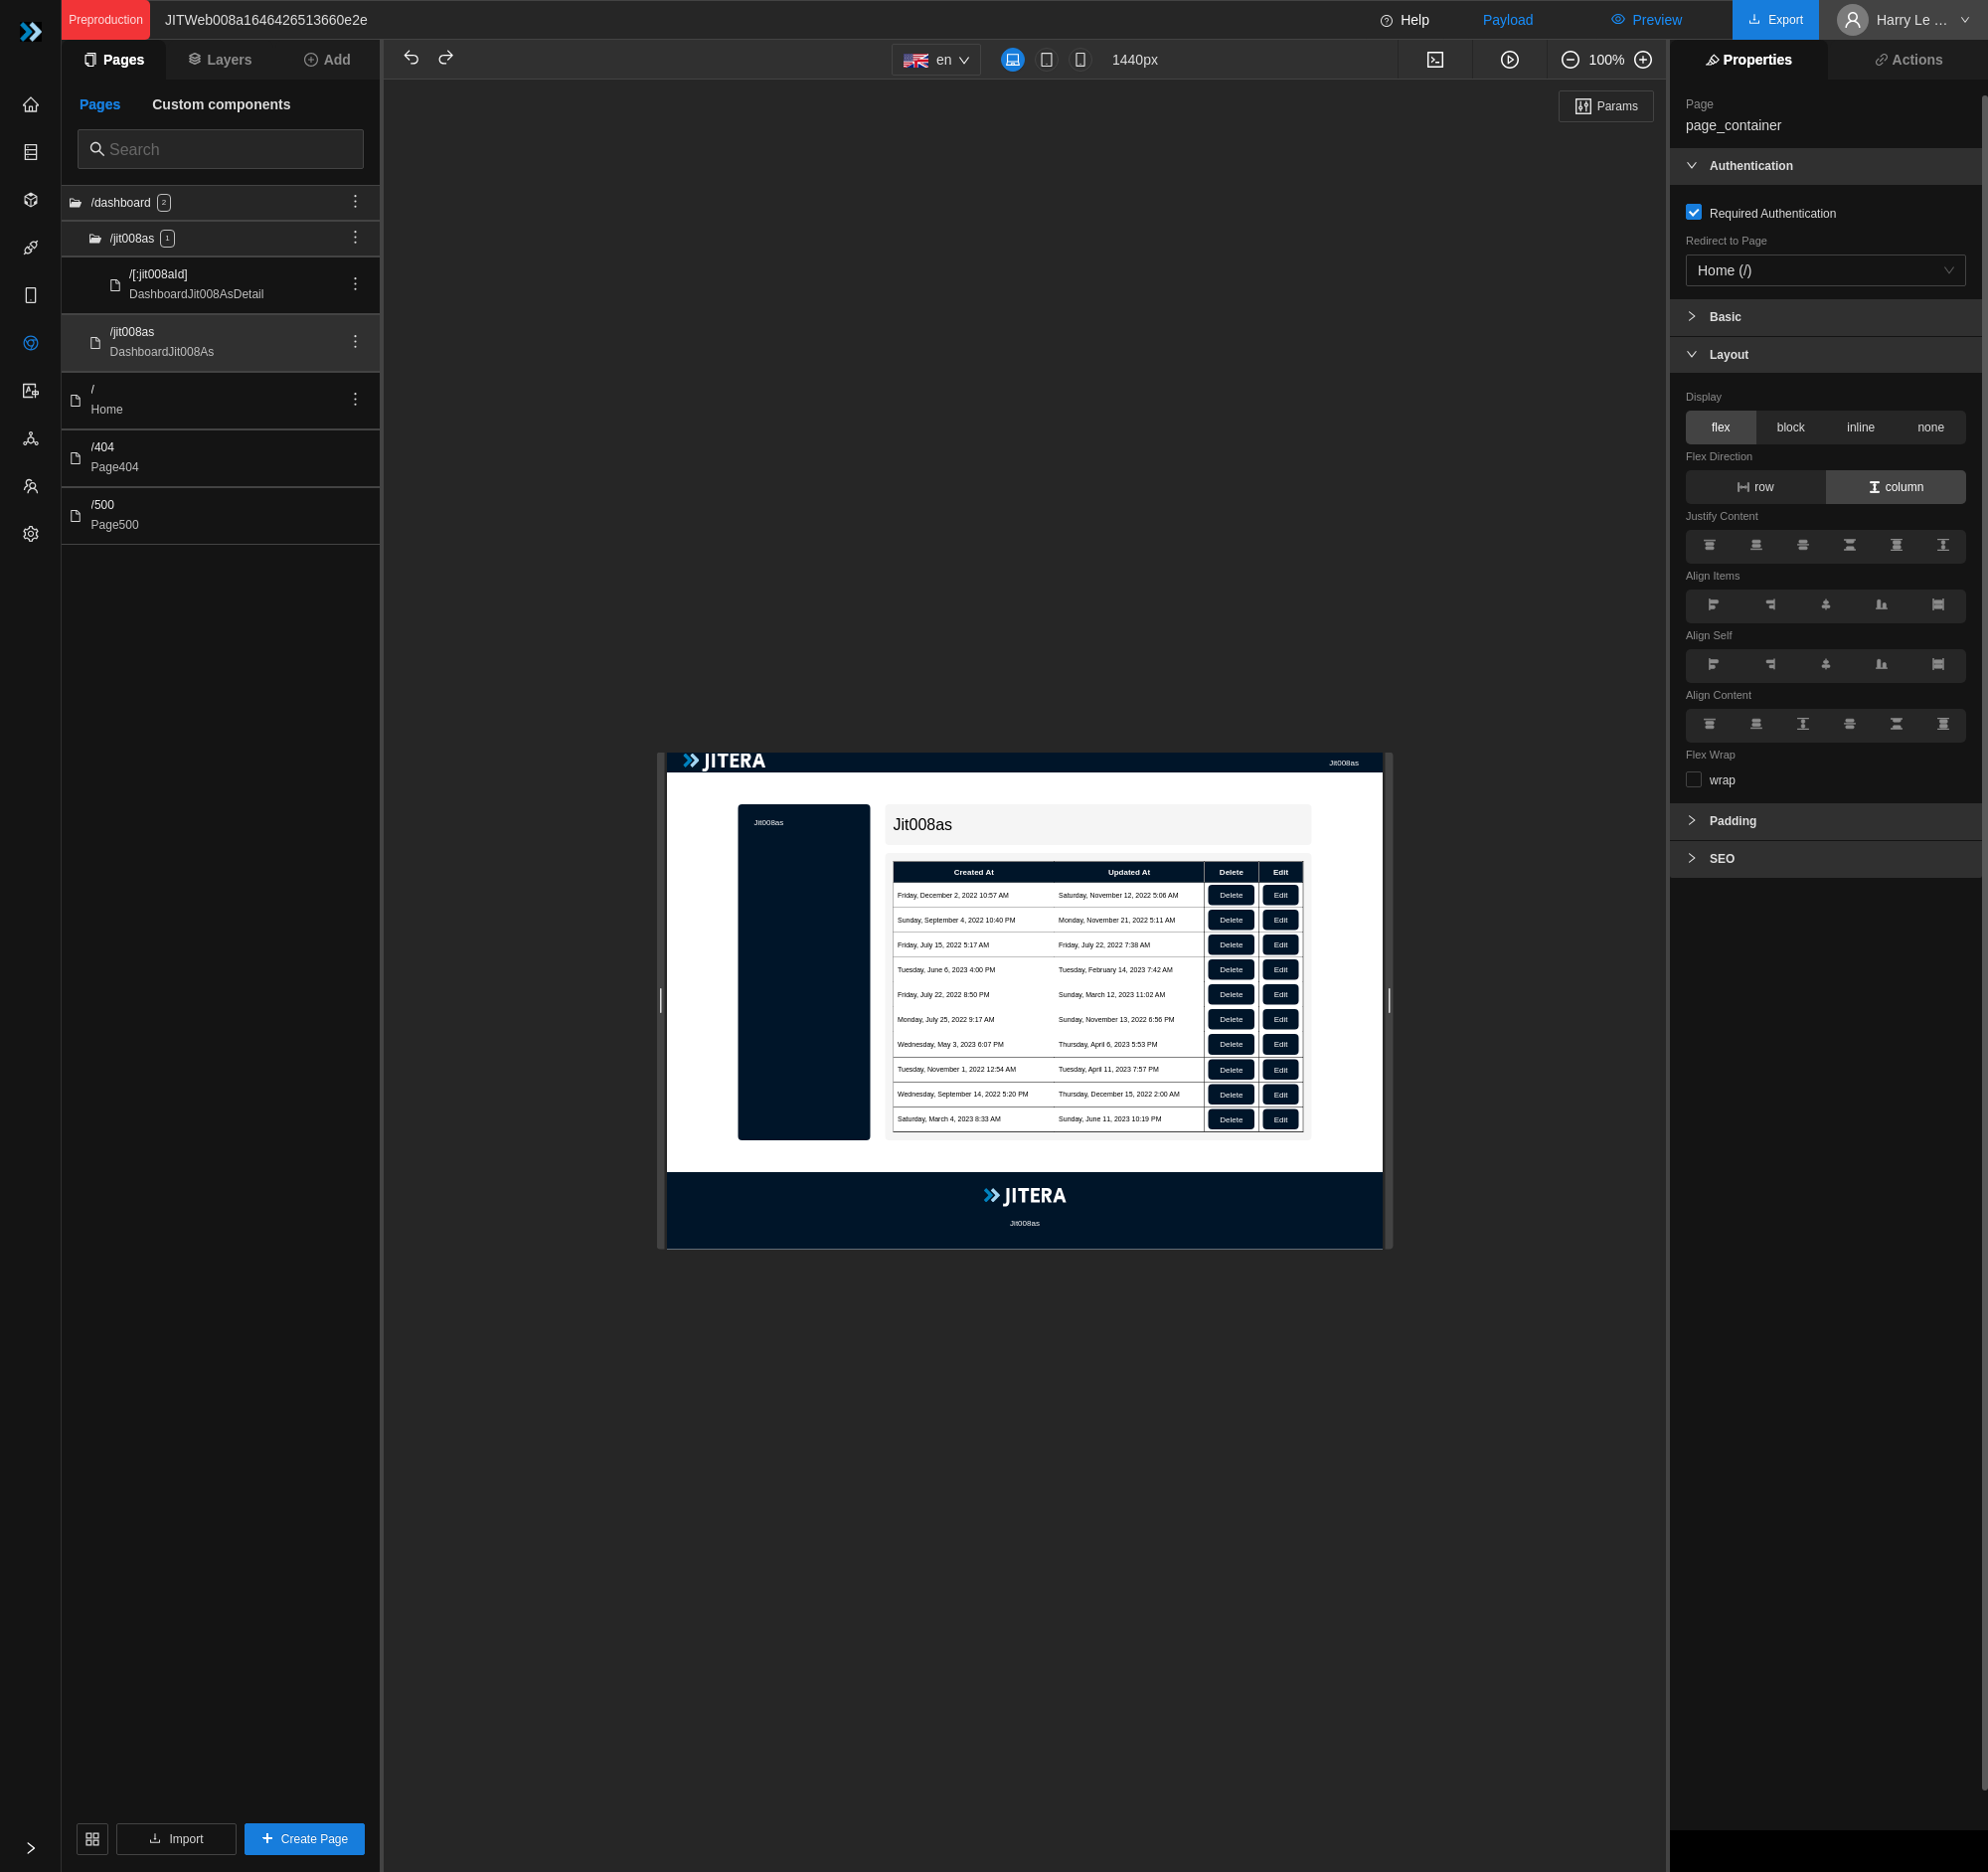 Preproduction JITWeb008a1646426513660e2e Help Payload Preview Export Harry Le ...
Pages Layers Add
en 1440px 100%
Properties Actions
Pages Custom components
Search
/dashboard 2
/jit008as 1
/[:jit008aId]
DashboardJit008AsDetail
/jit008as
DashboardJit008As
/
Home
/404
Page404
/500
Page500
Import Create Page
Params
JITERA Jit008as
Jit008as
Jit008as
Created At Updated At Delete Edit
Friday, December 2, 2022 10:57 AM Saturday, November 12, 2022 5:06 AM Delete Edit
Sunday, September 4, 2022 10:40 PM Monday, November 21, 2022 5:11 AM Delete Edit
Friday, July 15, 2022 5:17 AM Friday, July 22, 2022 7:38 AM Delete Edit
Tuesday, June 6, 2023 4:00 PM Tuesday, February 14, 2023 7:42 AM Delete Edit
Friday, July 22, 2022 8:50 PM Sunday, March 12, 2023 11:02 AM Delete Edit
Monday, July 25, 2022 9:17 AM Sunday, November 13, 2022 6:56 PM Delete Edit
Wednesday, May 3, 2023 6:07 PM Thursday, April 6, 2023 5:53 PM Delete Edit
Tuesday, November 1, 2022 12:54 AM Tuesday, April 11, 2023 7:57 PM Delete Edit
Wednesday, September 14, 2022 5:20 PM Thursday, December 15, 2022 2:00 AM Delete Edit
Saturday, March 4, 2023 8:33 AM Sunday, June 11, 2023 10:19 PM Delete Edit
JITERA
Jit008as
Page
page_container
Authentication
Required Authentication
Redirect to Page
Home (/)
Basic
Layout
Display
flex block inline none
Flex Direction
row column
Justify Content
Align Items
Align Self
Align Content
Flex Wrap
wrap
Padding
SEO